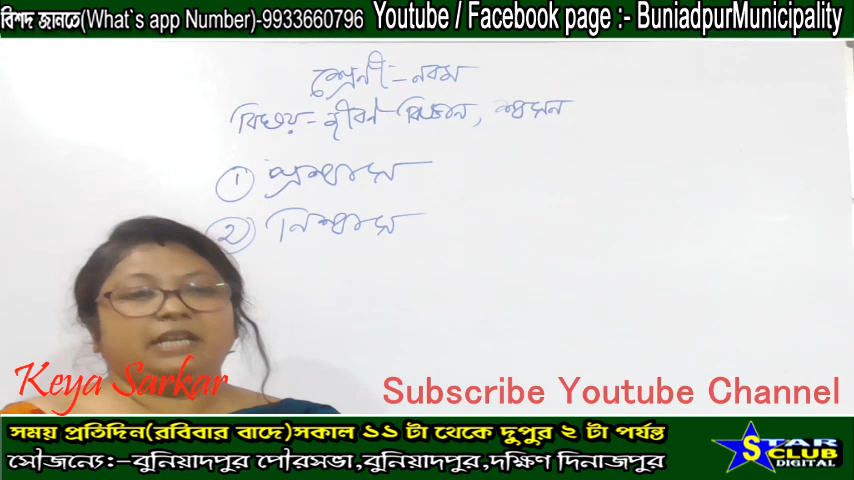 বিশদ জানতে(What`s app Number)-9933660796 Youtube / Facebook page :- BuniadpurMunicipality
শ্রেণী - নবম
বিষয় - জীবন বিজ্ঞান, শ্বসন
① প্রশ্বাস
② নিশ্বাস
Keya Sarkar
Subscribe Youtube Channel
সময় প্রতিদিন(রবিবার বাদে)সকাল ১১ টা থেকে দুপুর ২ টা পর্যন্ত
সৌজন্যে:-বুনিয়াদপুর পৌরসভা,বুনিয়াদপুর,দক্ষিণ দিনাজপুর
STAR
S CLUB
DIGITAL